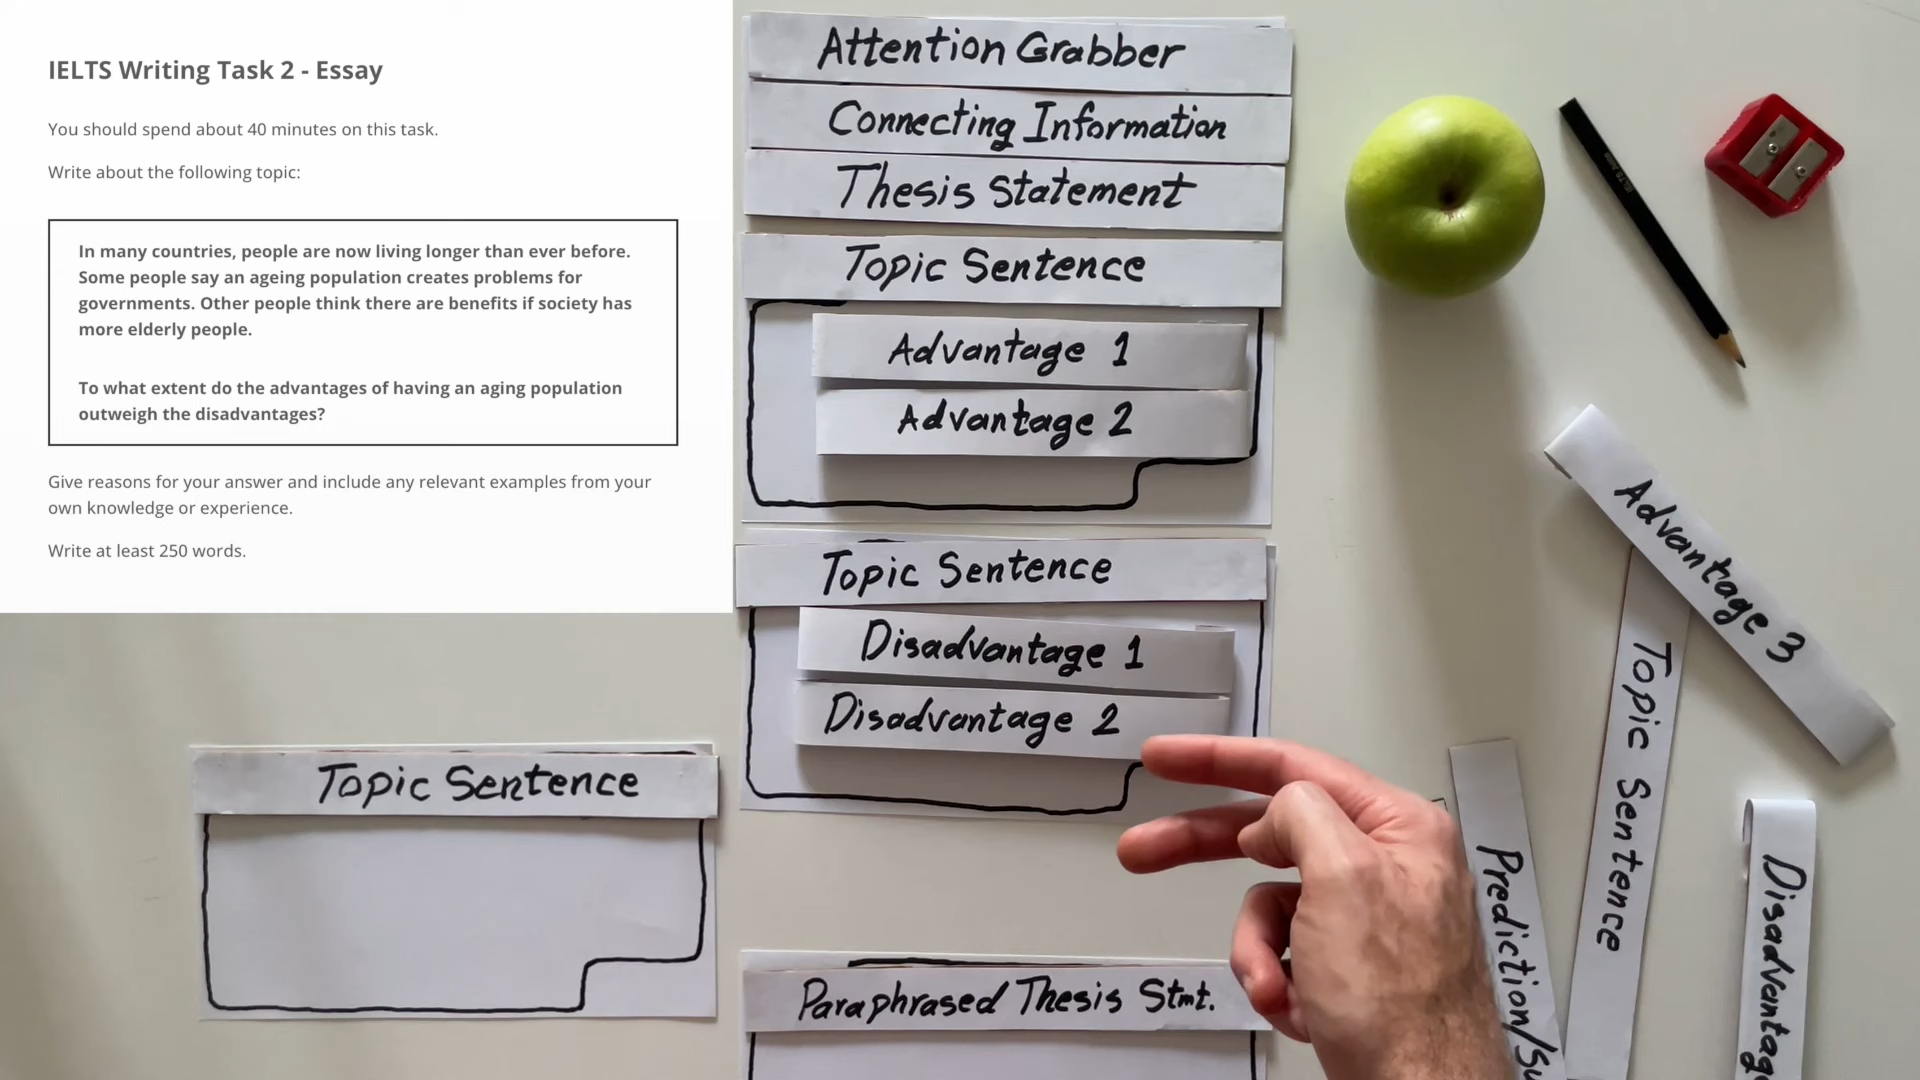 IELTS Writing Task 2 - Essay
You should spend about 40 minutes on this task.
Write about the following topic:
In many countries, people are now living longer than ever before.
Some people say an ageing population creates problems for
governments. Other people think there are benefits if society has
more elderly people.
To what extent do the advantages of having an aging population
outweigh the disadvantages?
Give reasons for your answer and include any relevant examples from your
own knowledge or experience.
Write at least 250 words.
Attention Grabber
Connecting Information
Thesis Statement
Topic Sentence
Advantage 1
Advantage 2
Topic Sentence
Disadvantage 1
Disadvantage 2
Topic Sentence
Paraphrased Thesis Stmt.
Advantage 3
Topic Sentence
Prediction/Su
Disadvantag